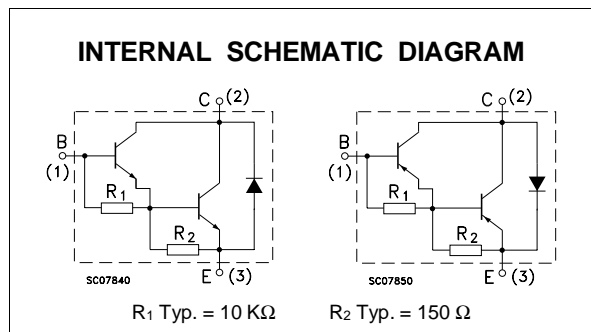 INTERNAL SCHEMATIC DIAGRAM
C (2)
B
(1)
R1
R2
E (3)
SC07840
C (2)
B
(1)
R1
R2
E (3)
SC07850
R1 Typ. = 10 KΩ R2 Typ. = 150 Ω